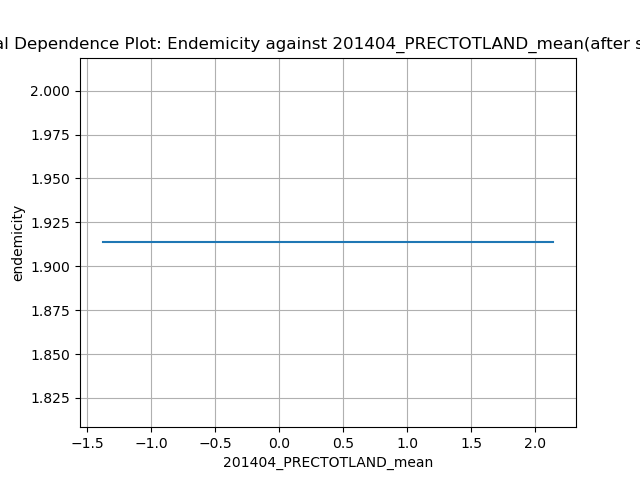 al Dependence Plot: Endemicity against 201404_PRECTOTLAND_mean(after s
2.000
1.975
1.950
1.925
1.900
1.875
1.850
1.825
endemicity
−1.5 −1.0 −0.5 0.0 0.5 1.0 1.5 2.0
201404_PRECTOTLAND_mean